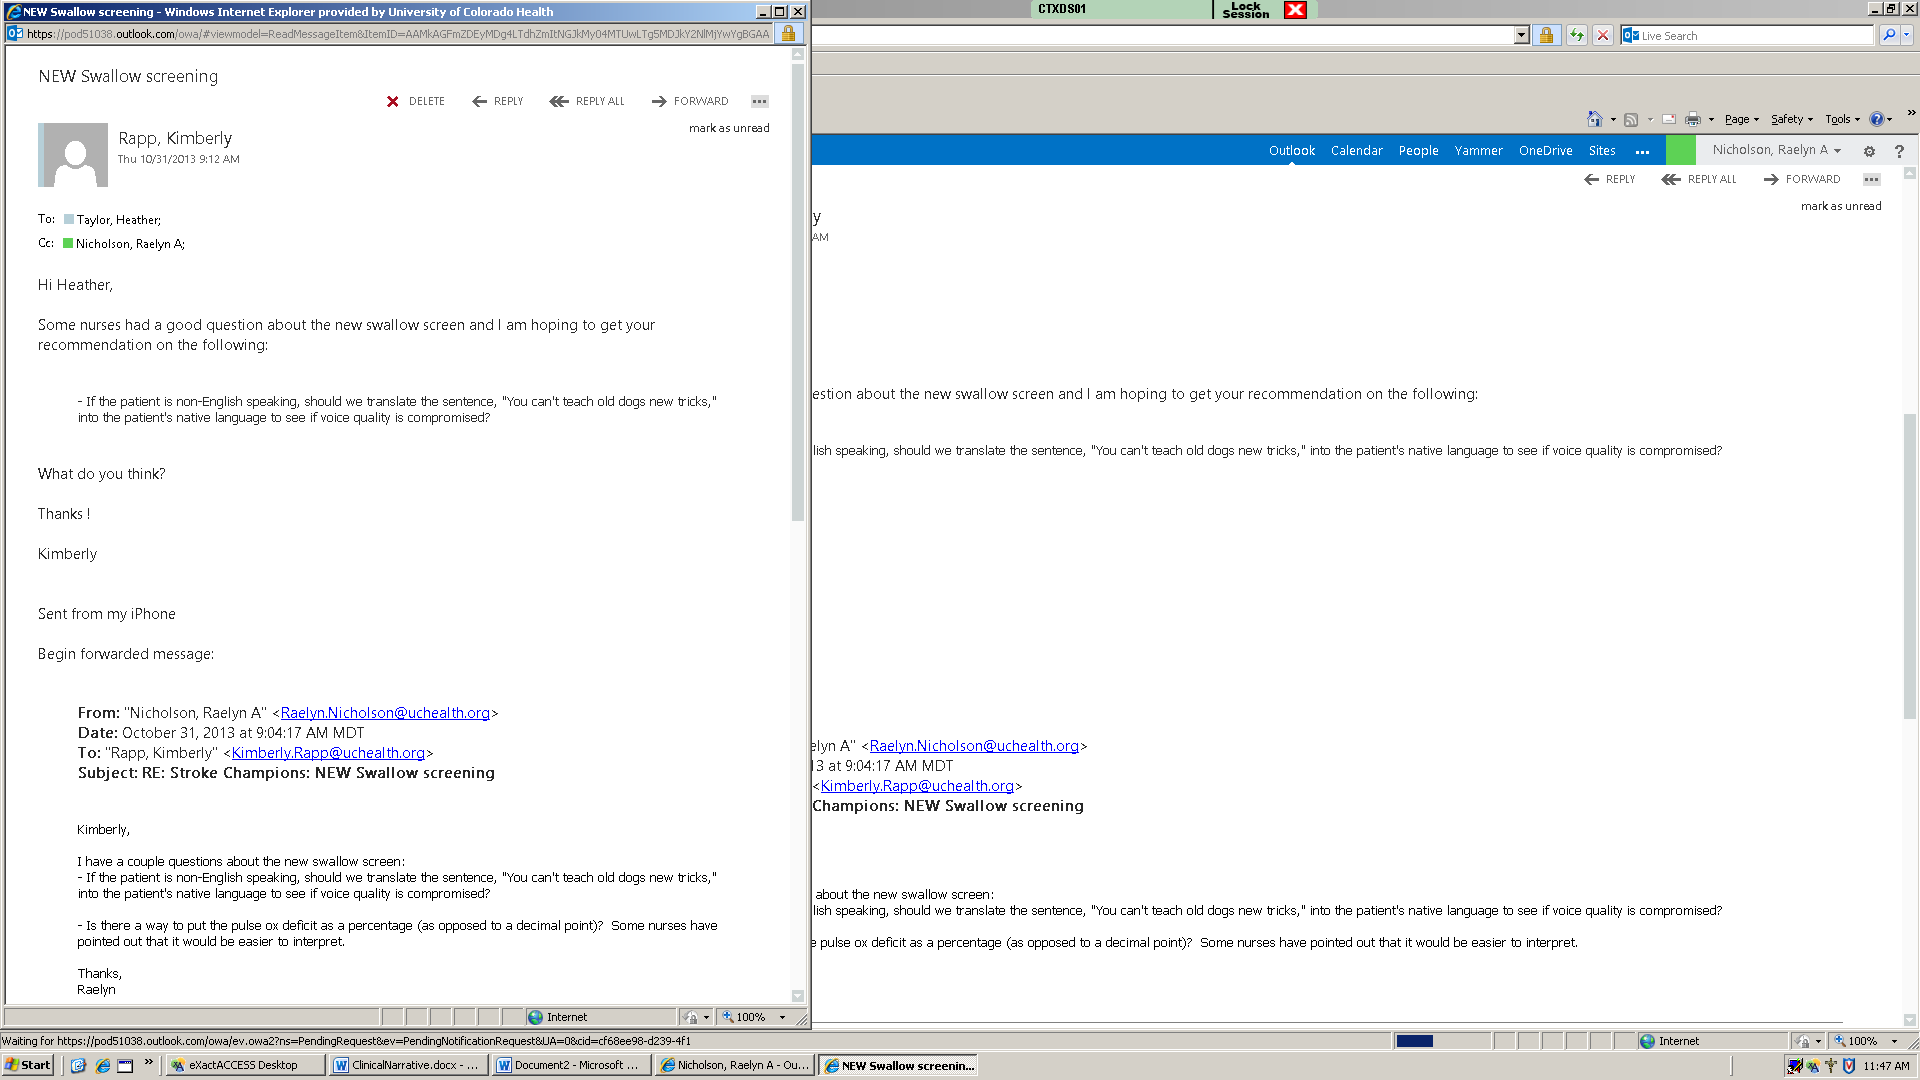 NEW Swallow screening - Windows Internet Explorer provided by University of Colorado Health
https://pod51038.outlook.com/owa/#viewmodel=ReadMessageItem&ItemID=
NEW Swallow screening
DELETE REPLY REPLY ALL FORWARD
mark as unread
Rapp, Kimberly
Thu 10/31/2013 9:12 AM
To: Taylor, Heather;
Cc: Nicholson, Raelyn A;
Hi Heather,
Some nurses had a good question about the new swallow screen and I am hoping to get your
recommendation on the following:
- If the patient is non-English speaking, should we translate the sentence, "You can't teach old dogs new tricks,"
into the patient's native language to see if voice quality is compromised?
What do you think?
Thanks !
Kimberly
Sent from my iPhone
Begin forwarded message:
From: "Nicholson, Raelyn A" <Raelyn.Nicholson@uchealth.org>
Date: October 31, 2013 at 9:04:17 AM MDT
To: "Rapp, Kimberly" <Kimberly.Rapp@uchealth.org>
Subject: RE: Stroke Champions: NEW Swallow screening
Kimberly,
I have a couple questions about the new swallow screen:
- If the patient is non-English speaking, should we translate the sentence, "You can't teach old dogs new tricks,"
into the patient's native language to see if voice quality is compromised?
- Is there a way to put the pulse ox deficit as a percentage (as opposed to a decimal point)?  Some nurses have
pointed out that it would be easier to interpret.
Thanks,
Raelyn
Internet 100%
CTXDS01 Lock Session
Live Search
Page Safety Tools
Outlook Calendar People Yammer OneDrive Sites ... Nicholson, Raelyn A
REPLY REPLY ALL FORWARD
mark as unread
y
AM
estion about the new swallow screen and I am hoping to get your recommendation on the following:
lish speaking, should we translate the sentence, "You can't teach old dogs new tricks," into the patient's native language to see if voice quality is compromised?
elyn A" <Raelyn.Nicholson@uchealth.org>
13 at 9:04:17 AM MDT
<Kimberly.Rapp@uchealth.org>
Champions: NEW Swallow screening
about the new swallow screen:
lish speaking, should we translate the sentence, "You can't teach old dogs new tricks," into the patient's native language to see if voice quality is compromised?
e pulse ox deficit as a percentage (as opposed to a decimal point)?  Some nurses have pointed out that it would be easier to interpret.
Waiting for https://pod51038.outlook.com/owa/ev.owa2?ns=PendingRequest&ev=PendingNotificationRequest&UA=0&cid=cf68ee98-d239-4f1
Internet 100%
Start eXactACCESS Desktop ClinicalNarrative.docx - ... Document2 - Microsoft ... Nicholson, Raelyn A - Ou... NEW Swallow screenin... 11:47 AM